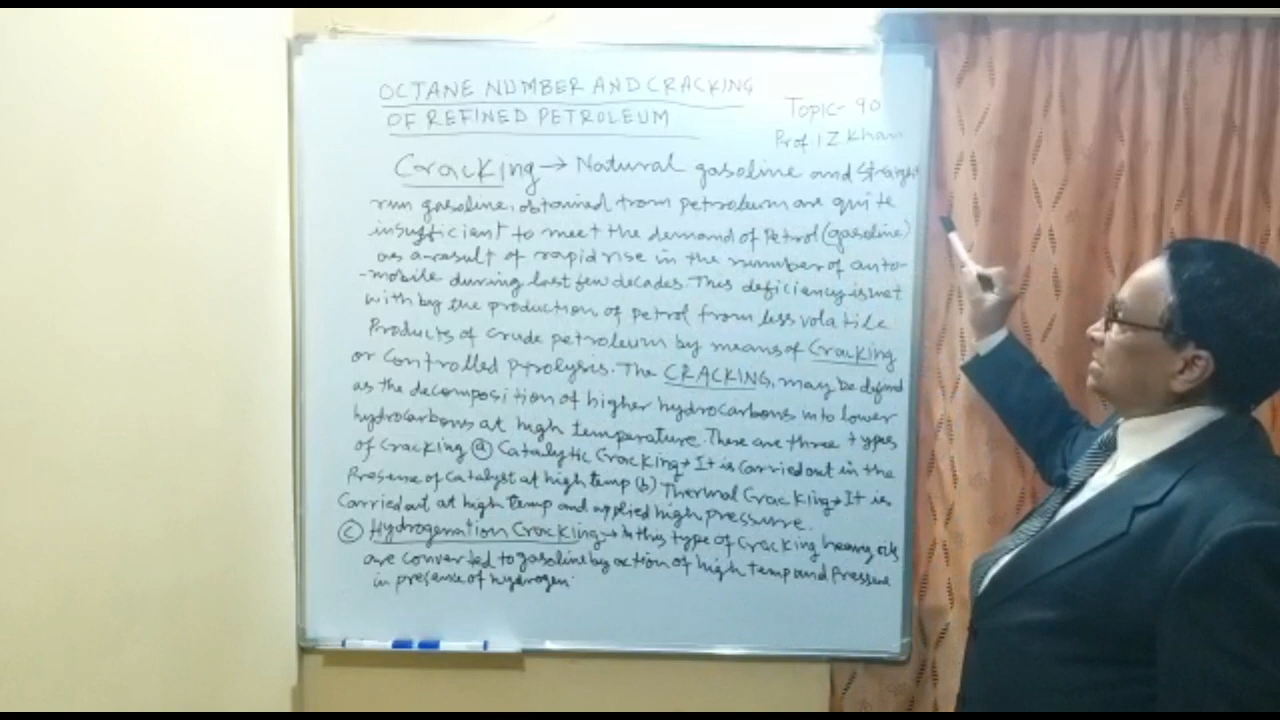 OCTANE NUMBER AND CRACKING
OF REFINED PETROLEUM
Topic- 90
Prof I Z Khan
Cracking → Natural gasoline and straight
run gasoline, obtained from petroleum are quite
insufficient to meet the demand of Petrol (gasoline)
as a result of rapid rise in the number of auto-
-mobile during last few decades. This deficiency is met
with by the production of petrol from less volatile
Products of crude petroleum by means of Cracking
or Controlled Pyrolysis. The CRACKING, may be defined
as the decomposition of higher hydrocarbons into lower
hydrocarbons at high temperature. There are three types
of cracking (a) Catalytic Cracking → It is carried out in the
Presence of Catalyst at high temp (b) Thermal Cracking → It is
Carried out at high temp and applied high pressure.
(c) Hydrogenation Cracking → In this type of Cracking heavy oils
are converted to gasoline by action of high temp and Pressure
in presense of hydrogen.